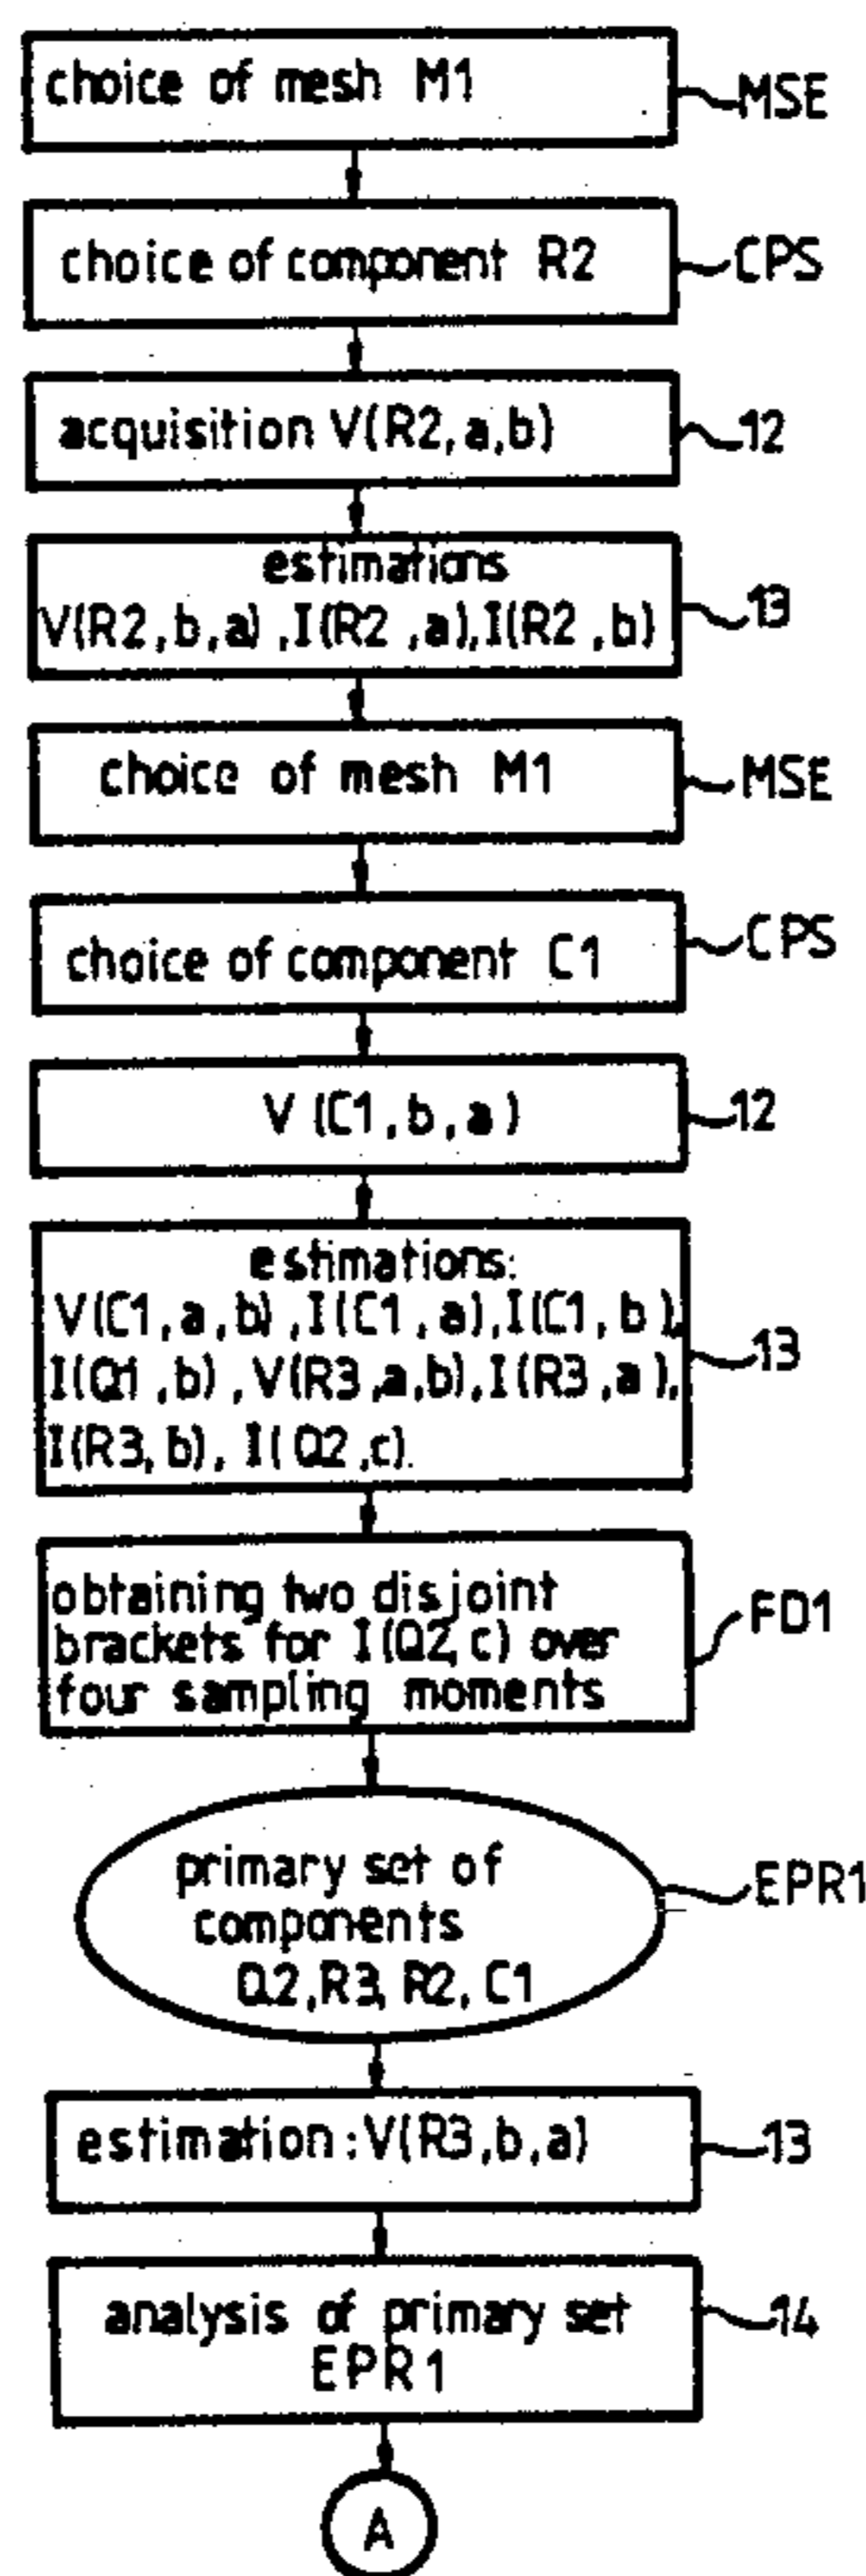 choice of mesh M1
MSE
choice of component R2
CPS
acquisition V(R2,a,b)
12
estimations
V(R2,b,a),I(R2,a),I(R2,b)
13
choice of mesh M1
MSE
choice of component C1
CPS
V(C1,b,a)
12
estimations:
V(C1,a,b),I(C1,a),I(C1,b),
I(Q1,b),V(R3,a,b),I(R3,a),
I(R3,b), I(Q2,c).
13
obtaining two disjoint
brackets for I(Q2,c) over
four sampling moments
FD1
primary set of
components
Q2,R3,R2,C1
EPR1
estimation:V(R3,b,a)
13
analysis of primary set
EPR1
14
A